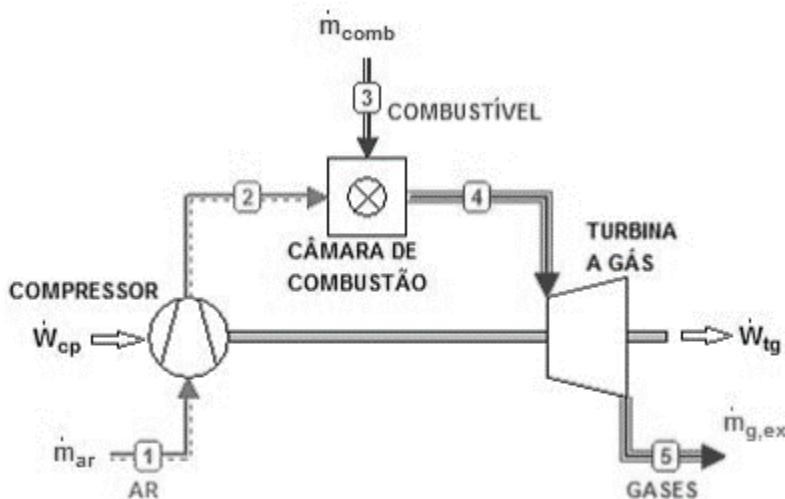 ṁcomb
3
COMBUSTÍVEL
2
4
CÂMARA DE
COMBUSTÃO
TURBINA
A GÁS
COMPRESSOR
Ẇcp
Ẇtg
ṁar
1
AR
ṁg,ex
5
GASES